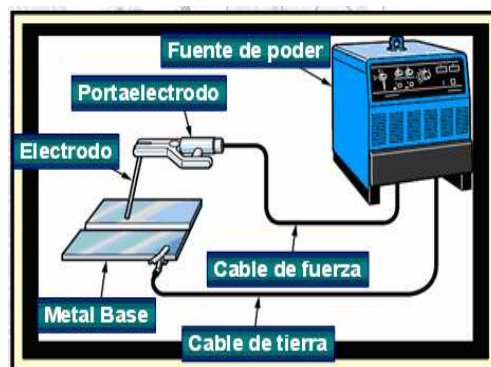 Fuente de poder
Portaelectrodo
Electrodo
Cable de fuerza
Metal Base
Cable de tierra